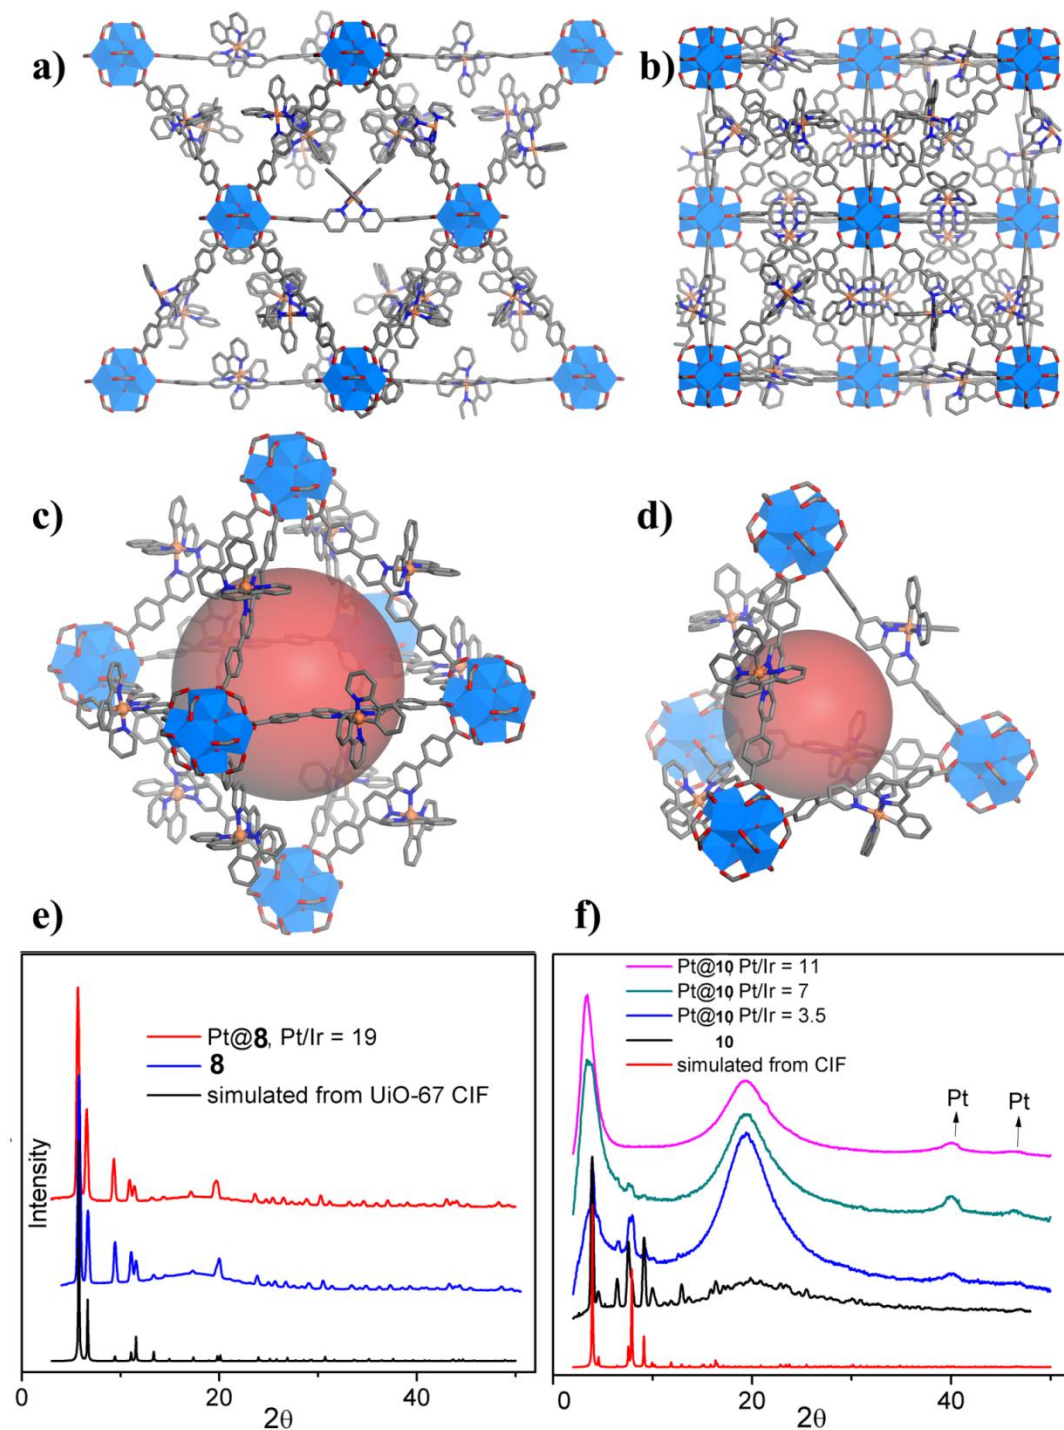 a)
b)
c)
d)
e)
f)
Pt@8, Pt/Ir = 19
8
simulated from UiO-67 CIF
Intensity
0
20
40
2θ
Pt@10, Pt/Ir = 11
Pt@10, Pt/Ir = 7
Pt@10, Pt/Ir = 3.5
10
simulated from CIF
Pt
Pt
0
20
40
2θ